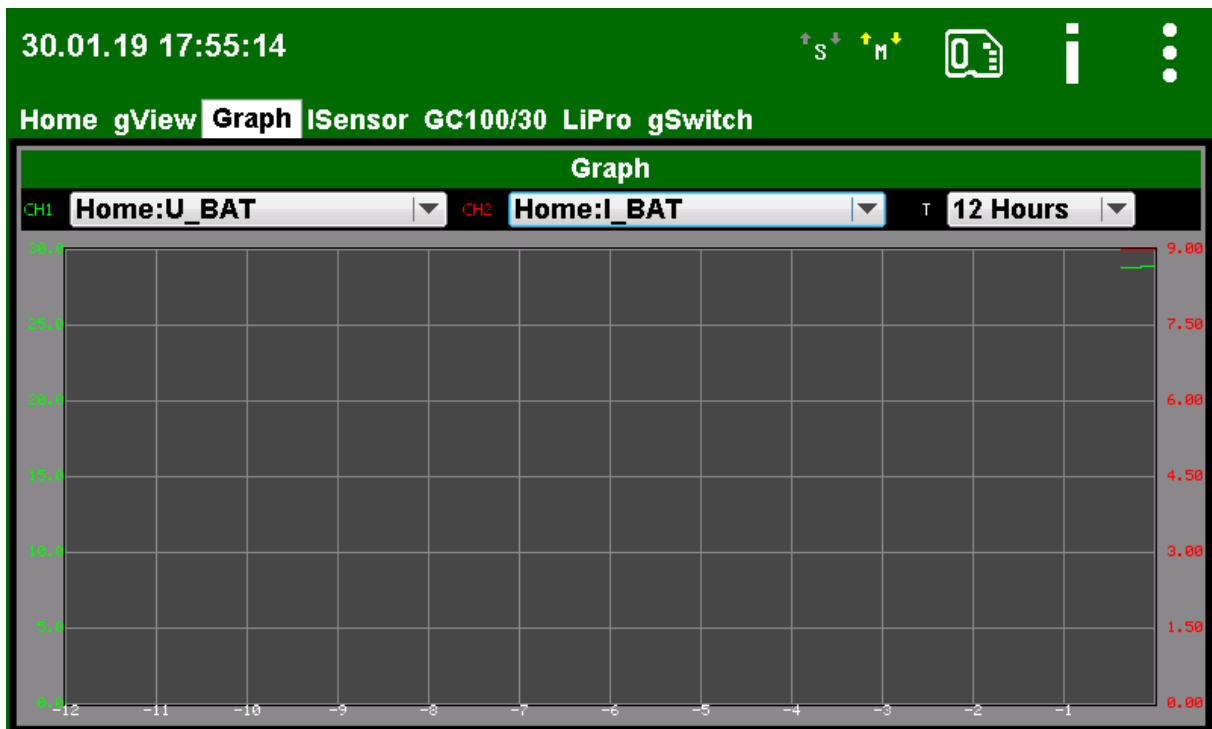 30.01.19 17:55:14 S M
Home gView Graph ISensor GC100/30 LiPro gSwitch
Graph
CH1 Home:U_BAT CH2 Home:I_BAT T 12 Hours
30.0 9.00
25.0 7.50
20.0 6.00
15.0 4.50
10.0 3.00
5.0 1.50
0.0 0.00
-12 -11 -10 -9 -8 -7 -6 -5 -4 -3 -2 -1